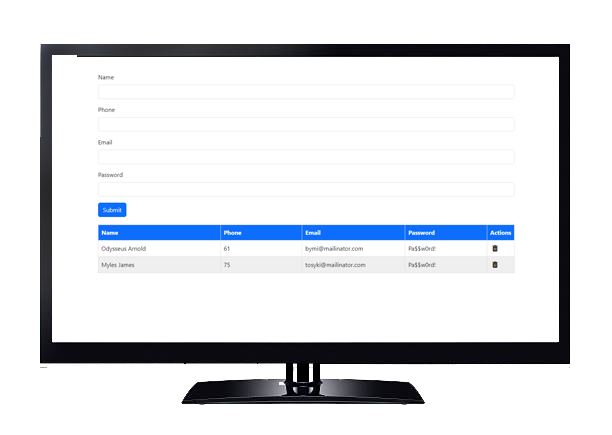 Name
Phone
Email
Password
Submit
Name Phone Email Password Actions
Odysseus Arnold 61 bymi@mailinator.com Pa$$w0rd!
Myles James 75 tosyki@mailinator.com Pa$$w0rd!